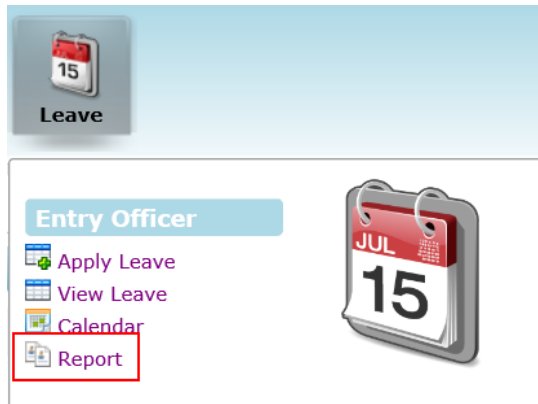 15
Leave
Entry Officer
Apply Leave
View Leave
Calendar
Report
JUL
15